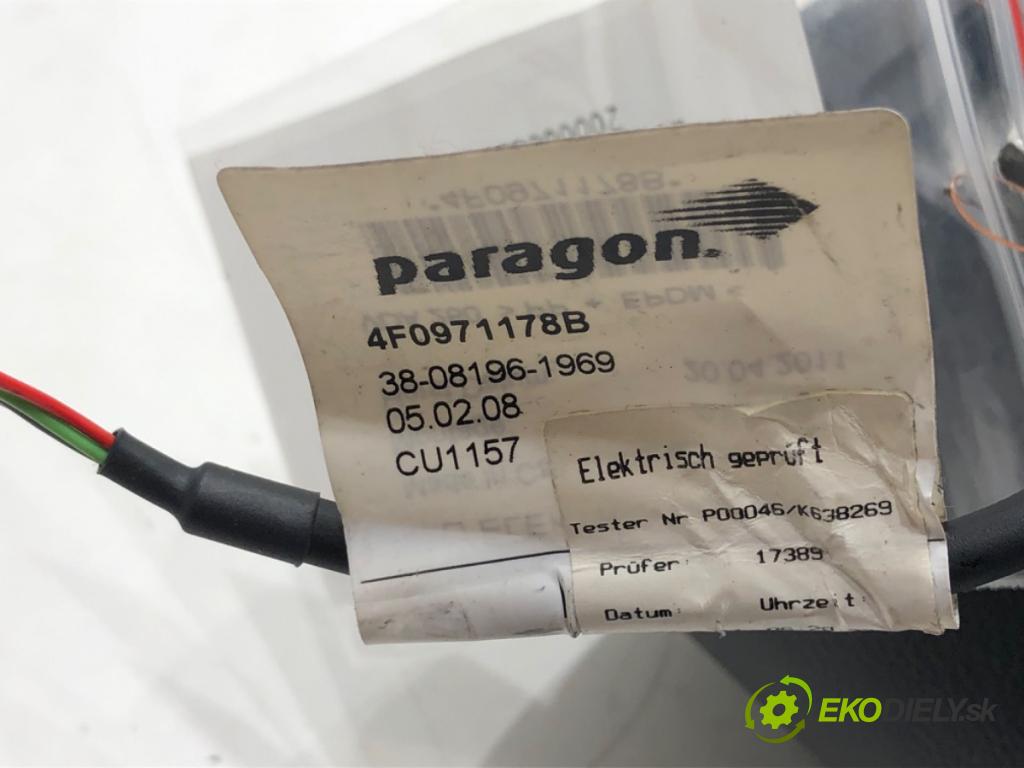 paragon.
4F0971178B
38-08196-1969
05.02.08
CU1157
Elektrisch geprüft
Tester Nr P00046/K638269
Prüfer: 17389
Datum: Uhrzeit:
EKODIELY.sk